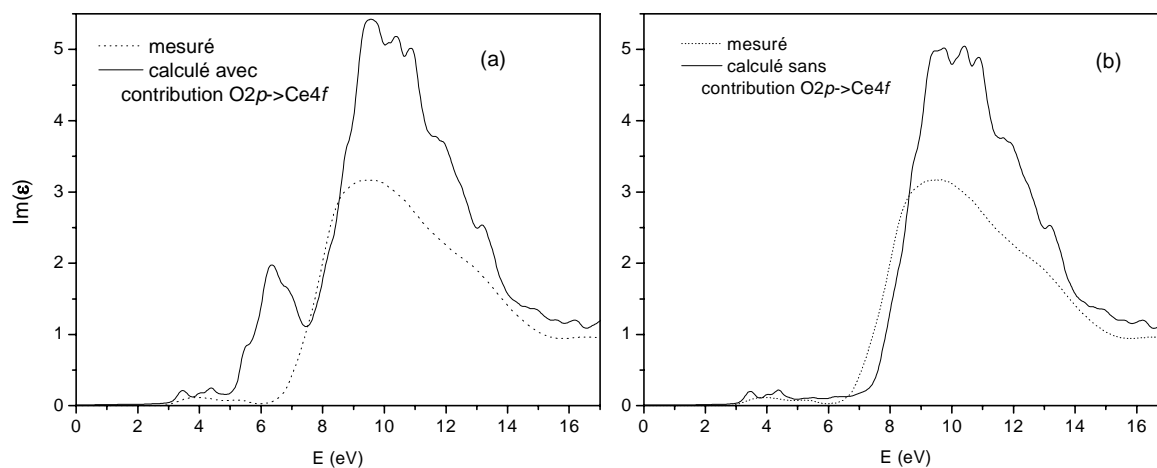 mesuré
calculé avec
contribution O2p->Ce4f
(a)
Im(ε)
5
4
3
2
1
0
0 2 4 6 8 10 12 14 16
E (eV)
mesuré
calculé sans
contribution O2p->Ce4f
(b)
5
4
3
2
1
0
0 2 4 6 8 10 12 14 16
E (eV)